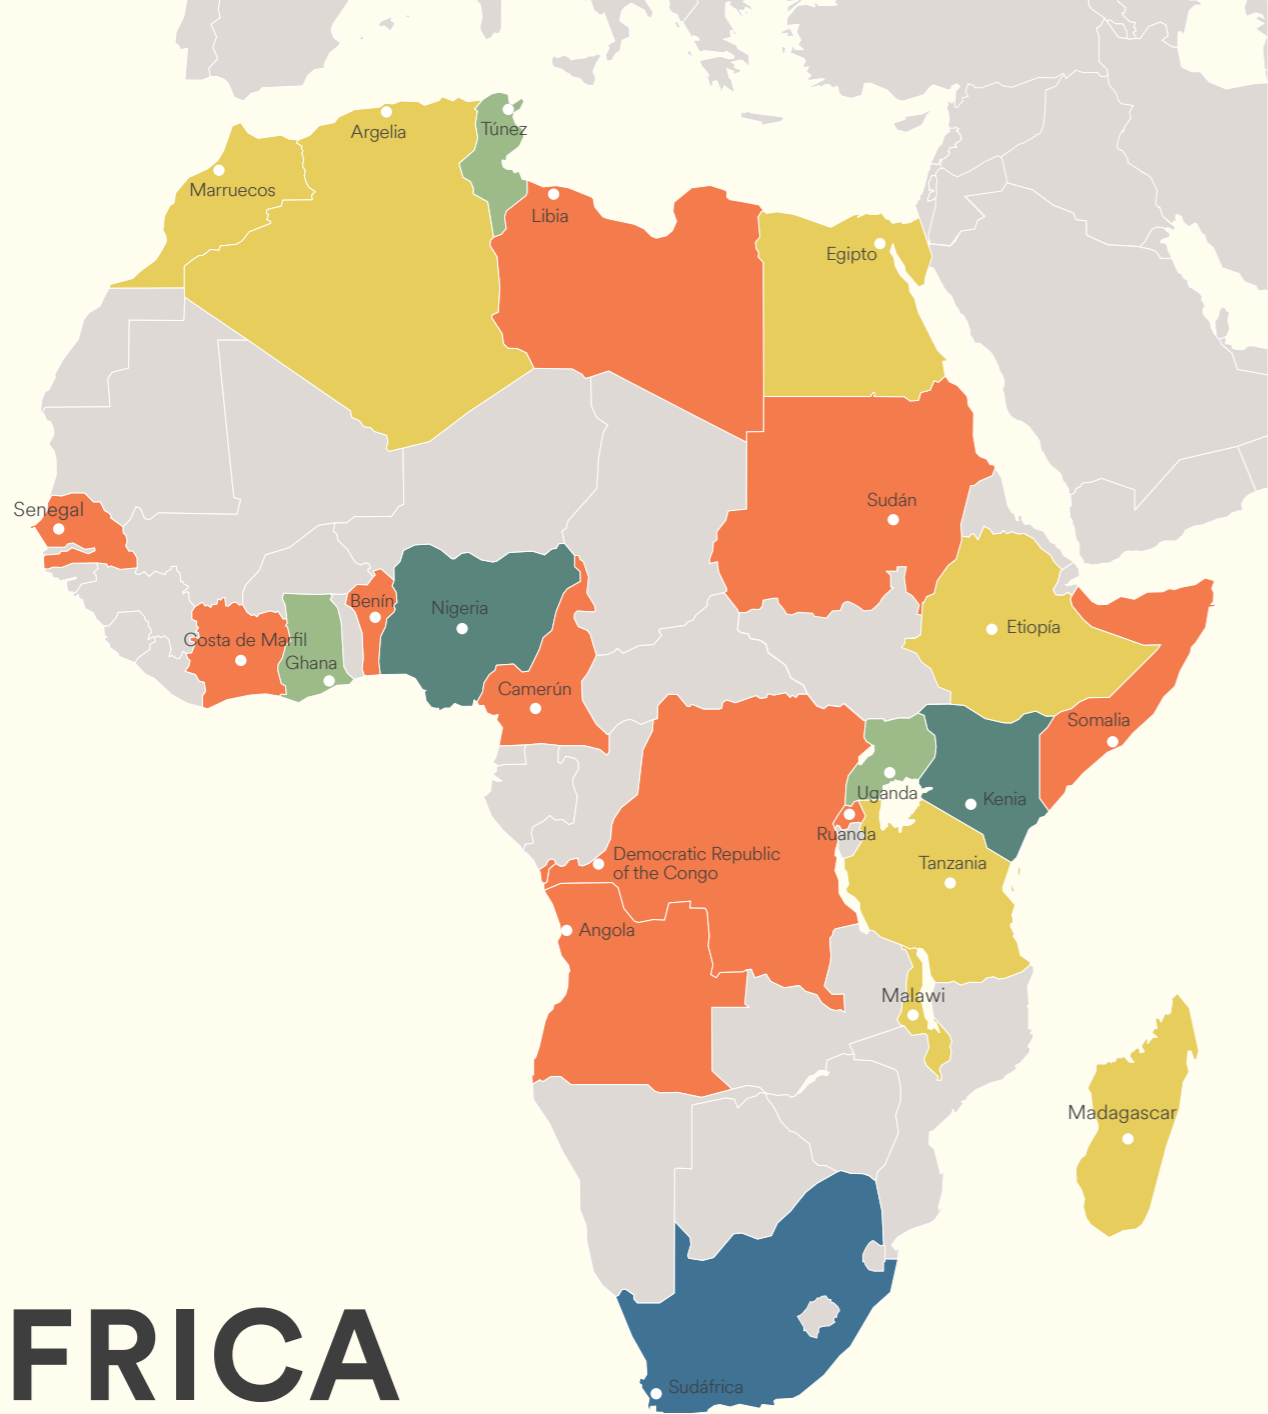 Argelia
Túnez
Marruecos
Libia
Egipto
Senegal
Sudán
Benín
Nigeria
Etiopía
Costa de Marfil
Ghana
Camerún
Somalia
Uganda
Kenia
Ruanda
Democratic Republic
of the Congo
Tanzania
Angola
Malawi
Madagascar
Sudáfrica
FRICA